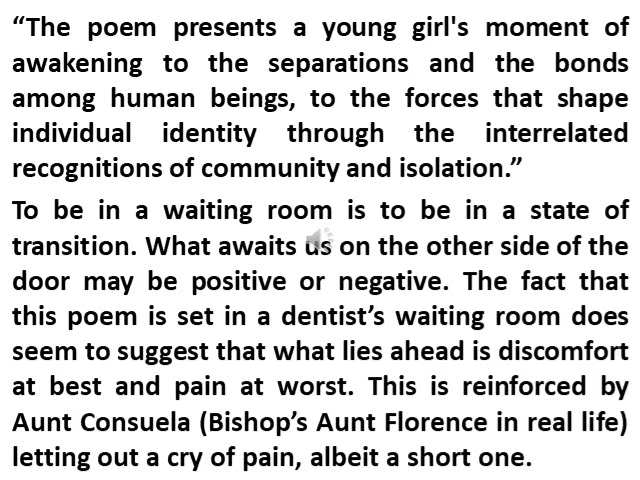 “The poem presents a young girl's moment of
awakening to the separations and the bonds
among human beings, to the forces that shape
individual identity through the interrelated
recognitions of community and isolation.”
To be in a waiting room is to be in a state of
transition. What awaits us on the other side of the
door may be positive or negative. The fact that
this poem is set in a dentist’s waiting room does
seem to suggest that what lies ahead is discomfort
at best and pain at worst. This is reinforced by
Aunt Consuela (Bishop’s Aunt Florence in real life)
letting out a cry of pain, albeit a short one.